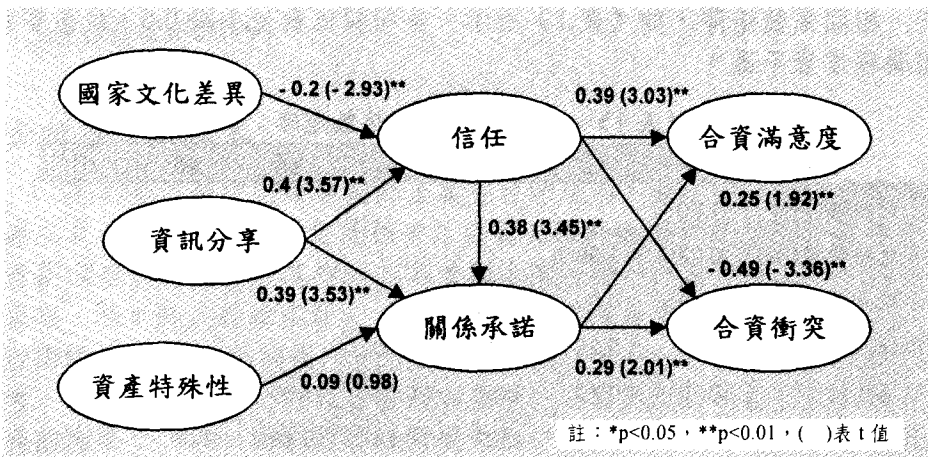 國家文化差異
- 0.2 (- 2.93)**
信任
0.39 (3.03)**
合資滿意度
0.4 (3.57)**
0.25 (1.92)**
資訊分享
0.38 (3.45)**
0.39 (3.53)**
- 0.49 (- 3.36)**
關係承諾
合資衝突
資產特殊性
0.09 (0.98)
0.29 (2.01)**
註：*p<0.05，**p<0.01，( )表 t 值